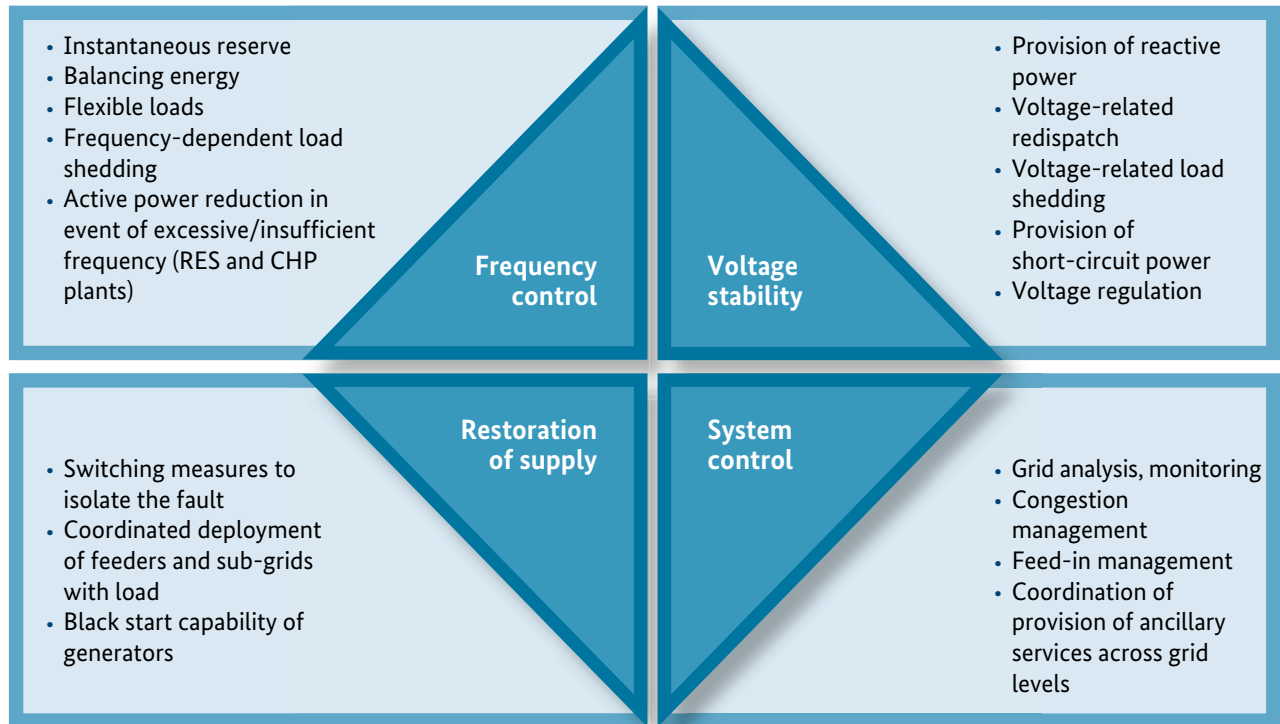 • Instantaneous reserve
• Balancing energy
• Flexible loads
• Frequency-dependent load
shedding
• Active power reduction in
event of excessive/insufficient
frequency (RES and CHP
plants)
Frequency
control
Voltage
stability
• Provision of reactive
power
• Voltage-related
redispatch
• Voltage-related load
shedding
• Provision of
short-circuit power
• Voltage regulation
Restoration
of supply
• Switching measures to
isolate the fault
• Coordinated deployment
of feeders and sub-grids
with load
• Black start capability of
generators
System
control
• Grid analysis, monitoring
• Congestion
management
• Feed-in management
• Coordination of
provision of ancillary
services across grid
levels